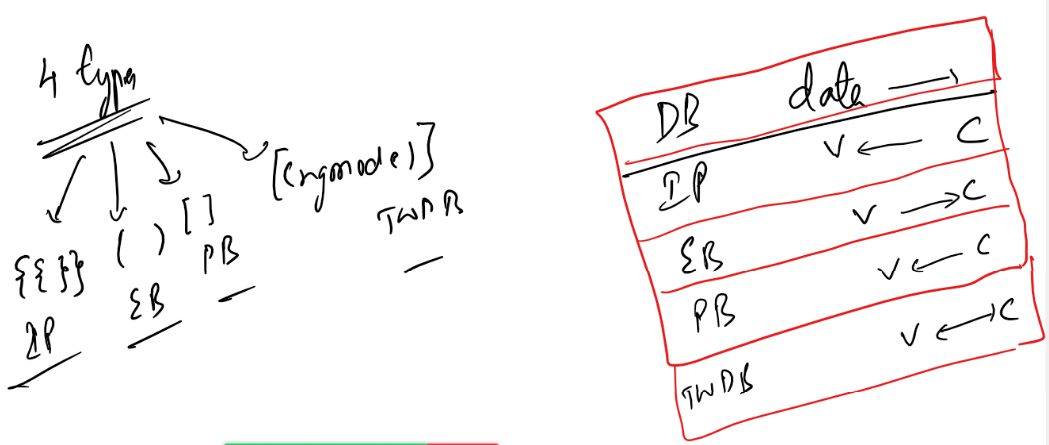 4 types
{{ }}
IP
( )
EB
[ ]
PB
[(ngmodel)]
TWDB
DB data →
IP V ← C
EB V → C
PB V ← C
TWDB V ↔ C